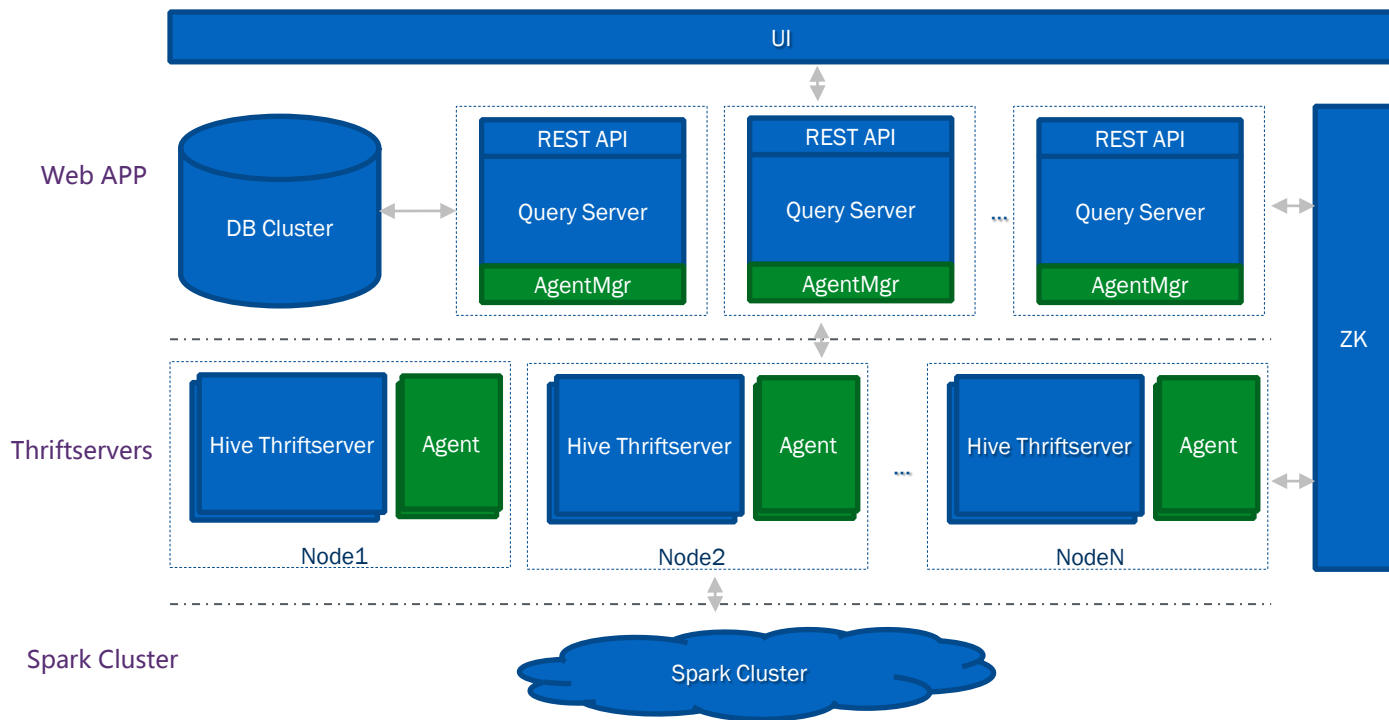 UI
Web APP
DB Cluster
REST API
Query Server
AgentMgr
REST API
Query Server
AgentMgr
...
REST API
Query Server
AgentMgr
ZK
Thriftservers
Hive Thriftserver
Agent
Node1
Hive Thriftserver
Agent
Node2
...
Hive Thriftserver
Agent
NodeN
Spark Cluster
Spark Cluster